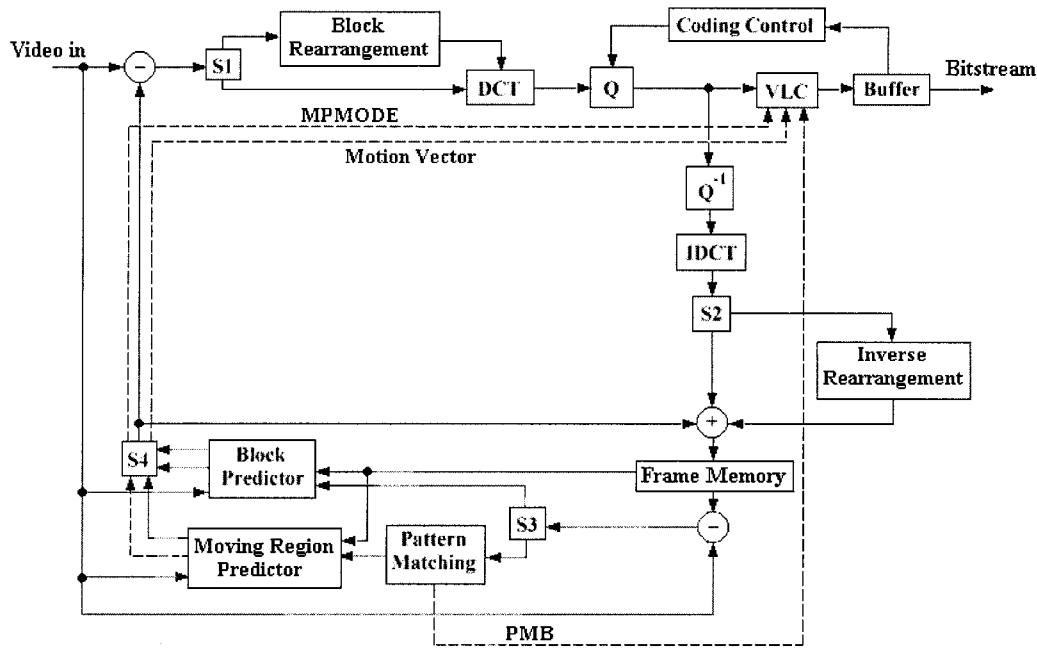 Video in
S1
Block
Rearrangement
DCT
Q
Coding Control
VLC
Buffer
Bitstream
MPMODE
Motion Vector
Q-1
IDCT
S2
Inverse
Rearrangement
+
Frame Memory
S4
Block
Predictor
S3
Moving Region
Predictor
Pattern
Matching
PMB